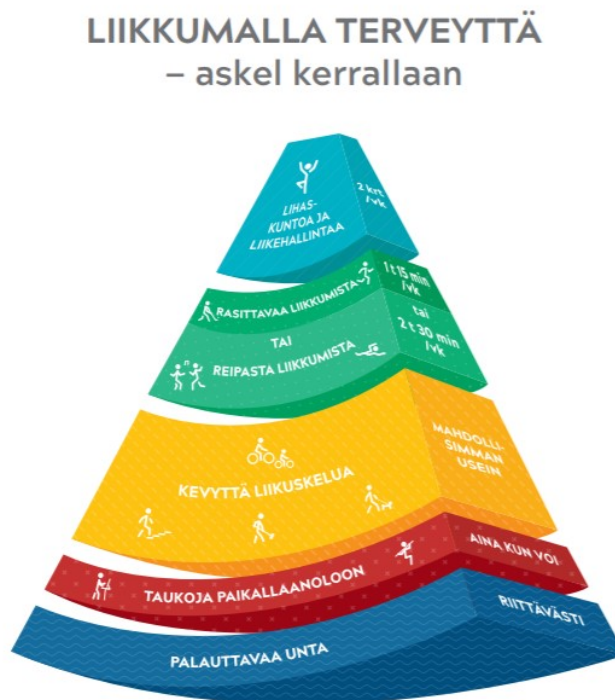 LIIKKUMALLA TERVEYTTÄ
– askel kerrallaan
LIHAS-
KUNTOA JA
LIIKEHALLINTAA
2 krt
/vk
RASITTAVAA LIIKKUMISTA
1 t 15 min
/vk
TAI
tai
REIPASTA LIIKKUMISTA
2 t 30 min
/vk
KEVYTTÄ LIIKUSKELUA
MAHDOLLI-
SIMMAN
USEIN
TAUKOJA PAIKALLAANOLOON
AINA KUN VOI
PALAUTTAVAA UNTA
RIITTÄVÄSTI